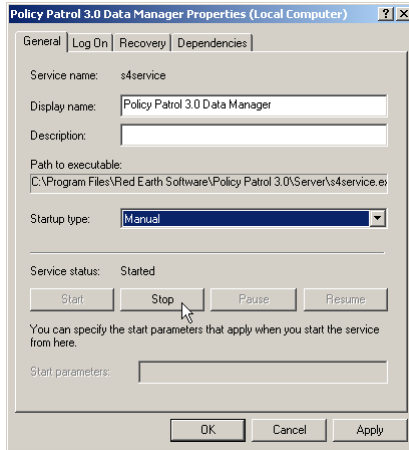 Policy Patrol 3.0 Data Manager Properties (Local Computer)
General Log On Recovery Dependencies
Service name: s4service
Display name: Policy Patrol 3.0 Data Manager
Description:
Path to executable:
C:\Program Files\Red Earth Software\Policy Patrol 3.0\Server\s4service.ex
Startup type: Manual
Service status: Started
Start Stop Pause Resume
You can specify the start parameters that apply when you start the service
from here.
Start parameters:
OK Cancel Apply